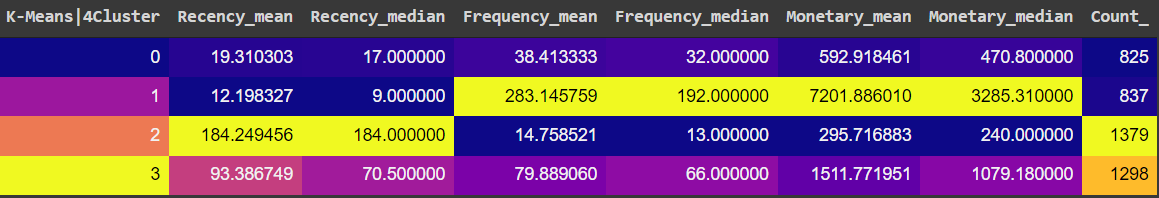 K-Means|4Cluster Recency_mean Recency_median Frequency_mean Frequency_median Monetary_mean Monetary_median Count_
0 19.310303 17.000000 38.413333 32.000000 592.918461 470.800000 825
1 12.198327 9.000000 283.145759 192.000000 7201.886010 3285.310000 837
2 184.249456 184.000000 14.758521 13.000000 295.716883 240.000000 1379
3 93.386749 70.500000 79.889060 66.000000 1511.771951 1079.180000 1298